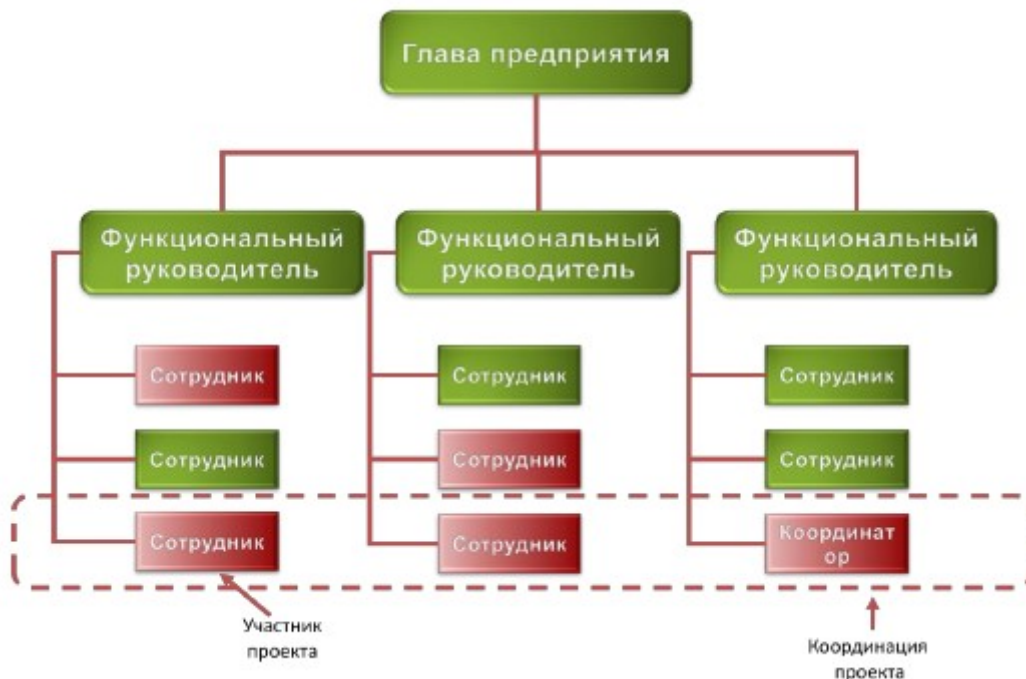 Глава предприятия
Функциональный
руководитель
Функциональный
руководитель
Функциональный
руководитель
Сотрудник
Сотрудник
Сотрудник
Сотрудник
Сотрудник
Сотрудник
Сотрудник
Сотрудник
Координат
ор
Участник
проекта
Координация
проекта